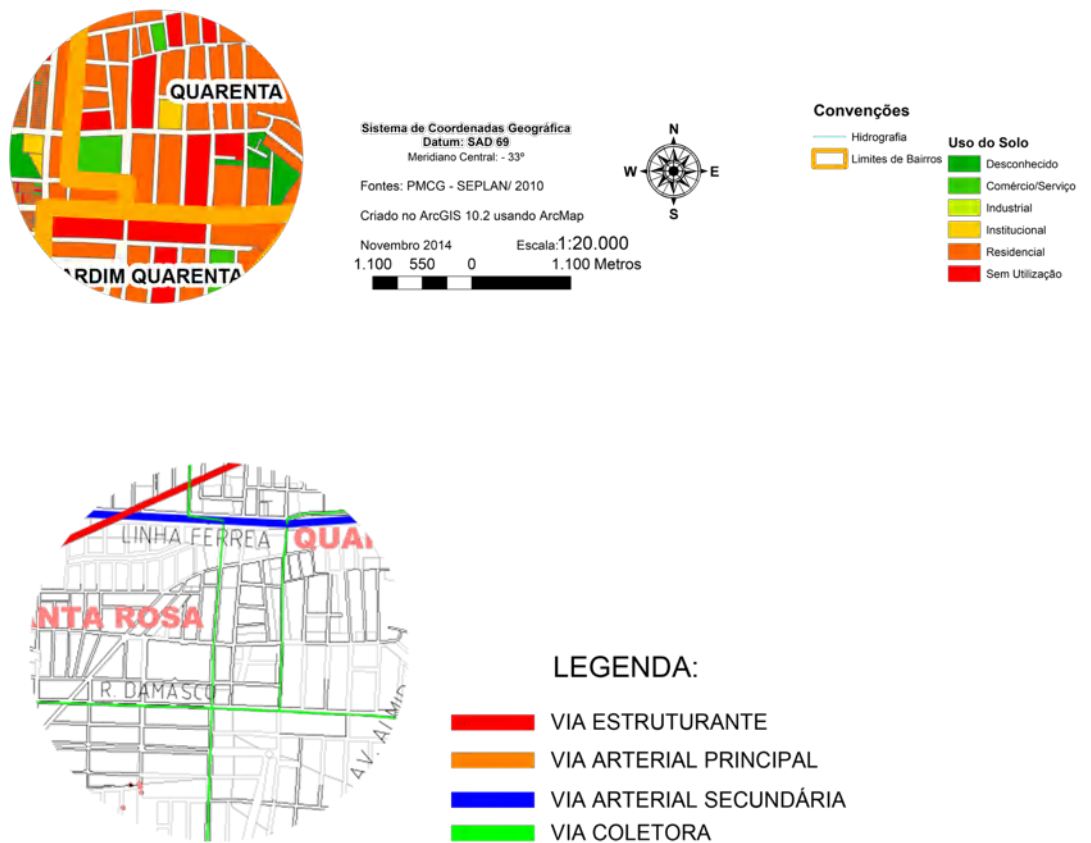 QUARENTA
ARDIM QUARENTA
Sistema de Coordenadas Geográfica
Datum: SAD 69
Meridiano Central: - 33º
Fontes: PMCG - SEPLAN/ 2010
Criado no ArcGIS 10.2 usando ArcMap
Novembro 2014 Escala:1:20.000
1.100 550 0 1.100 Metros
N
W E
S
Convenções
Hidrografia
Limites de Bairros
Uso do Solo
Desconhecido
Comércio/Serviço
Industrial
Institucional
Residencial
Sem Utilização
LINHA FERREA
QUAI
NTA ROSA
R. DAMASCO
AV. ALMIR
LEGENDA:
VIA ESTRUTURANTE
VIA ARTERIAL PRINCIPAL
VIA ARTERIAL SECUNDÁRIA
VIA COLETORA